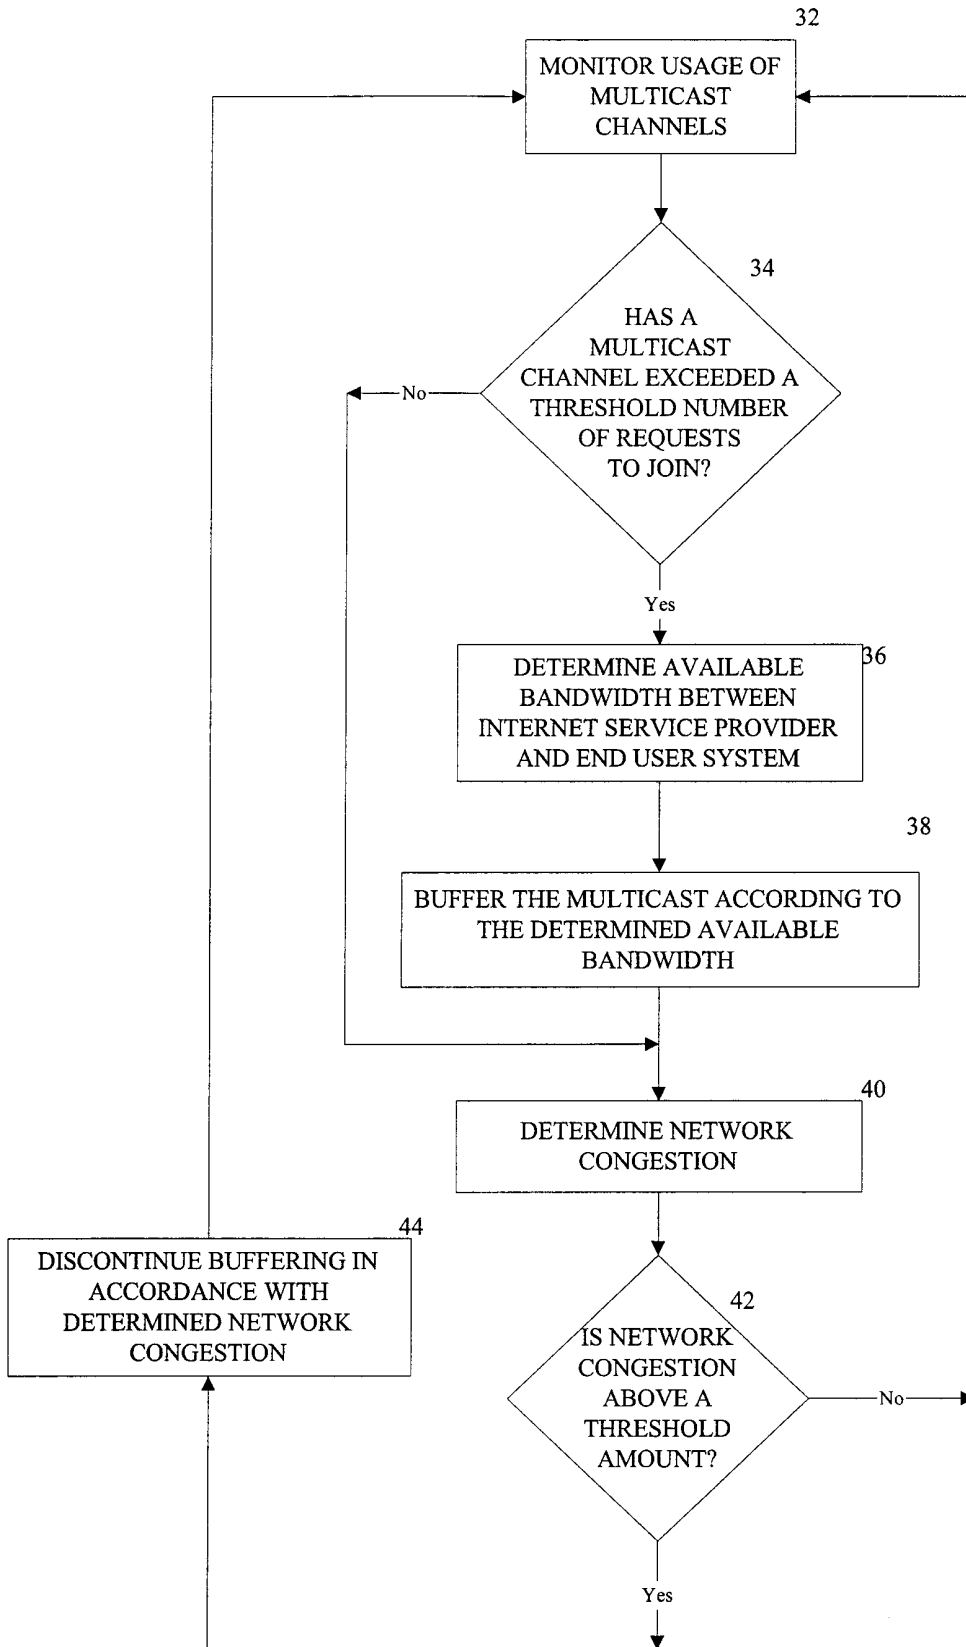 32
MONITOR USAGE OF
MULTICAST
CHANNELS
34
HAS A
MULTICAST
CHANNEL EXCEEDED A
THRESHOLD NUMBER
OF REQUESTS
TO JOIN?
No
Yes
36
DETERMINE AVAILABLE
BANDWIDTH BETWEEN
INTERNET SERVICE PROVIDER
AND END USER SYSTEM
38
BUFFER THE MULTICAST ACCORDING TO
THE DETERMINED AVAILABLE
BANDWIDTH
40
DETERMINE NETWORK
CONGESTION
44
DISCONTINUE BUFFERING IN
ACCORDANCE WITH
DETERMINED NETWORK
CONGESTION
42
IS NETWORK
CONGESTION
ABOVE A
THRESHOLD
AMOUNT?
No
Yes